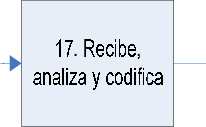 17. Recibe,
analiza y codifica